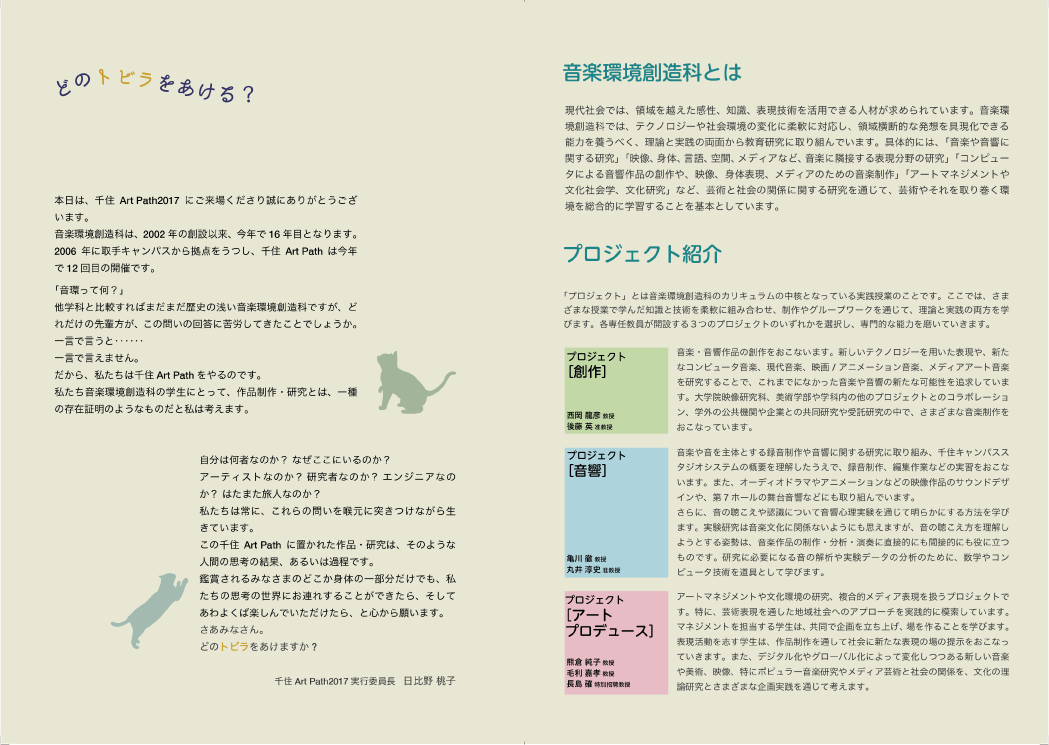 どのトビラをあける？
本日は、千住 Art Path2017 にご来場くださり誠にありがとうござ
います。
音楽環境創造科は、2002 年の創設以来、今年で 16 年目となります。
2006 年に取手キャンパスから拠点をうつし、千住 Art Path は今年
で 12 回目の開催です。
「音環って何？」
他学科と比較すればまだまだ歴史の浅い音楽環境創造科ですが、ど
れだけの先輩方が、この問いの回答に苦労してきたことでしょうか。
一言で言うと‥‥‥
一言で言えません。
だから、私たちは千住 Art Path をやるのです。
私たち音楽環境創造科の学生にとって、作品制作・研究とは、一種
の存在証明のようなものだと私は考えます。
自分は何者なのか？ なぜここにいるのか？
アーティストなのか？ 研究者なのか？ エンジニアなの
か？ はたまた旅人なのか？
私たちは常に、これらの問いを喉元に突きつけながら生
きています。
この千住 Art Path に置かれた作品・研究は、そのような
人間の思考の結果、あるいは過程です。
鑑賞されるみなさまのどこか身体の一部分だけでも、私
たちの思考の世界にお連れすることができたら、そして
あわよくば楽しんでいただけたら、と心から願います。
さあみなさん。
どのトビラをあけますか？
千住 Art Path2017 実行委員長 日比野 桃子
音楽環境創造科とは
現代社会では、領域を越えた感性、知識、表現技術を活用できる人材が求められています。音楽環
境創造科では、テクノロジーや社会環境の変化に柔軟に対応し、領域横断的な発想を具現化できる
能力を養うべく、理論と実践の両面から教育研究に取り組んでいます。具体的には、「音楽や音響に
関する研究」「映像、身体、言語、空間、メディアなど、音楽に隣接する表現分野の研究」「コンピュー
タによる音響作品の創作や、映像、身体表現、メディアのための音楽制作」「アートマネジメントや
文化社会学、文化研究」など、芸術と社会の関係に関する研究を通じて、芸術やそれを取り巻く環
境を総合的に学習することを基本としています。
プロジェクト紹介
「プロジェクト」とは音楽環境創造科のカリキュラムの中核となっている実践授業のことです。ここでは、さま
ざまな授業で学んだ知識と技術を柔軟に組み合わせ、制作やグループワークを通じて、理論と実践の両方を学
びます。各専任教員が開設する３つのプロジェクトのいずれかを選択し、専門的な能力を磨いていきます。
プロジェクト
［創作］
西岡 龍彦 教授
後藤 英 准教授
音楽・音響作品の創作をおこないます。新しいテクノロジーを用いた表現や、新た
なコンピュータ音楽、現代音楽、映画 / アニメーション音楽、メディアアート音楽
を研究することで、これまでになかった音楽や音響の新たな可能性を追求していま
す。大学院映像研究科、美術学部や学科内の他のプロジェクトとのコラボレーショ
ン、学外の公共機関や企業との共同研究や受託研究の中で、さまざまな音楽制作を
おこなっています。
プロジェクト
［音響］
亀川 徹 教授
丸井 淳史 准教授
音楽や音を主体とする録音制作や音響に関する研究に取り組み、千住キャンパスス
タジオシステムの概要を理解したうえで、録音制作、編集作業などの実習をおこな
います。また、オーディオドラマやアニメーションなどの映像作品のサウンドデザ
インや、第 7 ホールの舞台音響などにも取り組んでいます。
さらに、音の聴こえや認識について音響心理実験を通じて明らかにする方法を学び
ます。実験研究は音楽文化に関係ないようにも思えますが、音の聴こえ方を理解し
ようとする姿勢は、音楽作品の制作・分析・演奏に直接的にも間接的にも役に立つ
ものです。研究に必要になる音の解析や実験データの分析のために、数学やコン
ピュータ技術を道具として学びます。
プロジェクト
［アート
プロデュース］
熊倉 純子 教授
毛利 嘉孝 教授
長島 確 特別招聘教授
アートマネジメントや文化環境の研究、複合的メディア表現を扱うプロジェクトで
す。特に、芸術表現を通した地域社会へのアプローチを実践的に模索しています。
マネジメントを担当する学生は、共同で企画を立ち上げ、場を作ることを学びます。
表現活動を志す学生は、作品制作を通して社会に新たな表現の場の提示をおこなっ
ていきます。また、デジタル化やグローバル化によって変化しつつある新しい音楽
や美術、映像、特にポピュラー音楽研究やメディア芸術と社会の関係を、文化の理
論研究とさまざまな企画実践を通じて考えます。